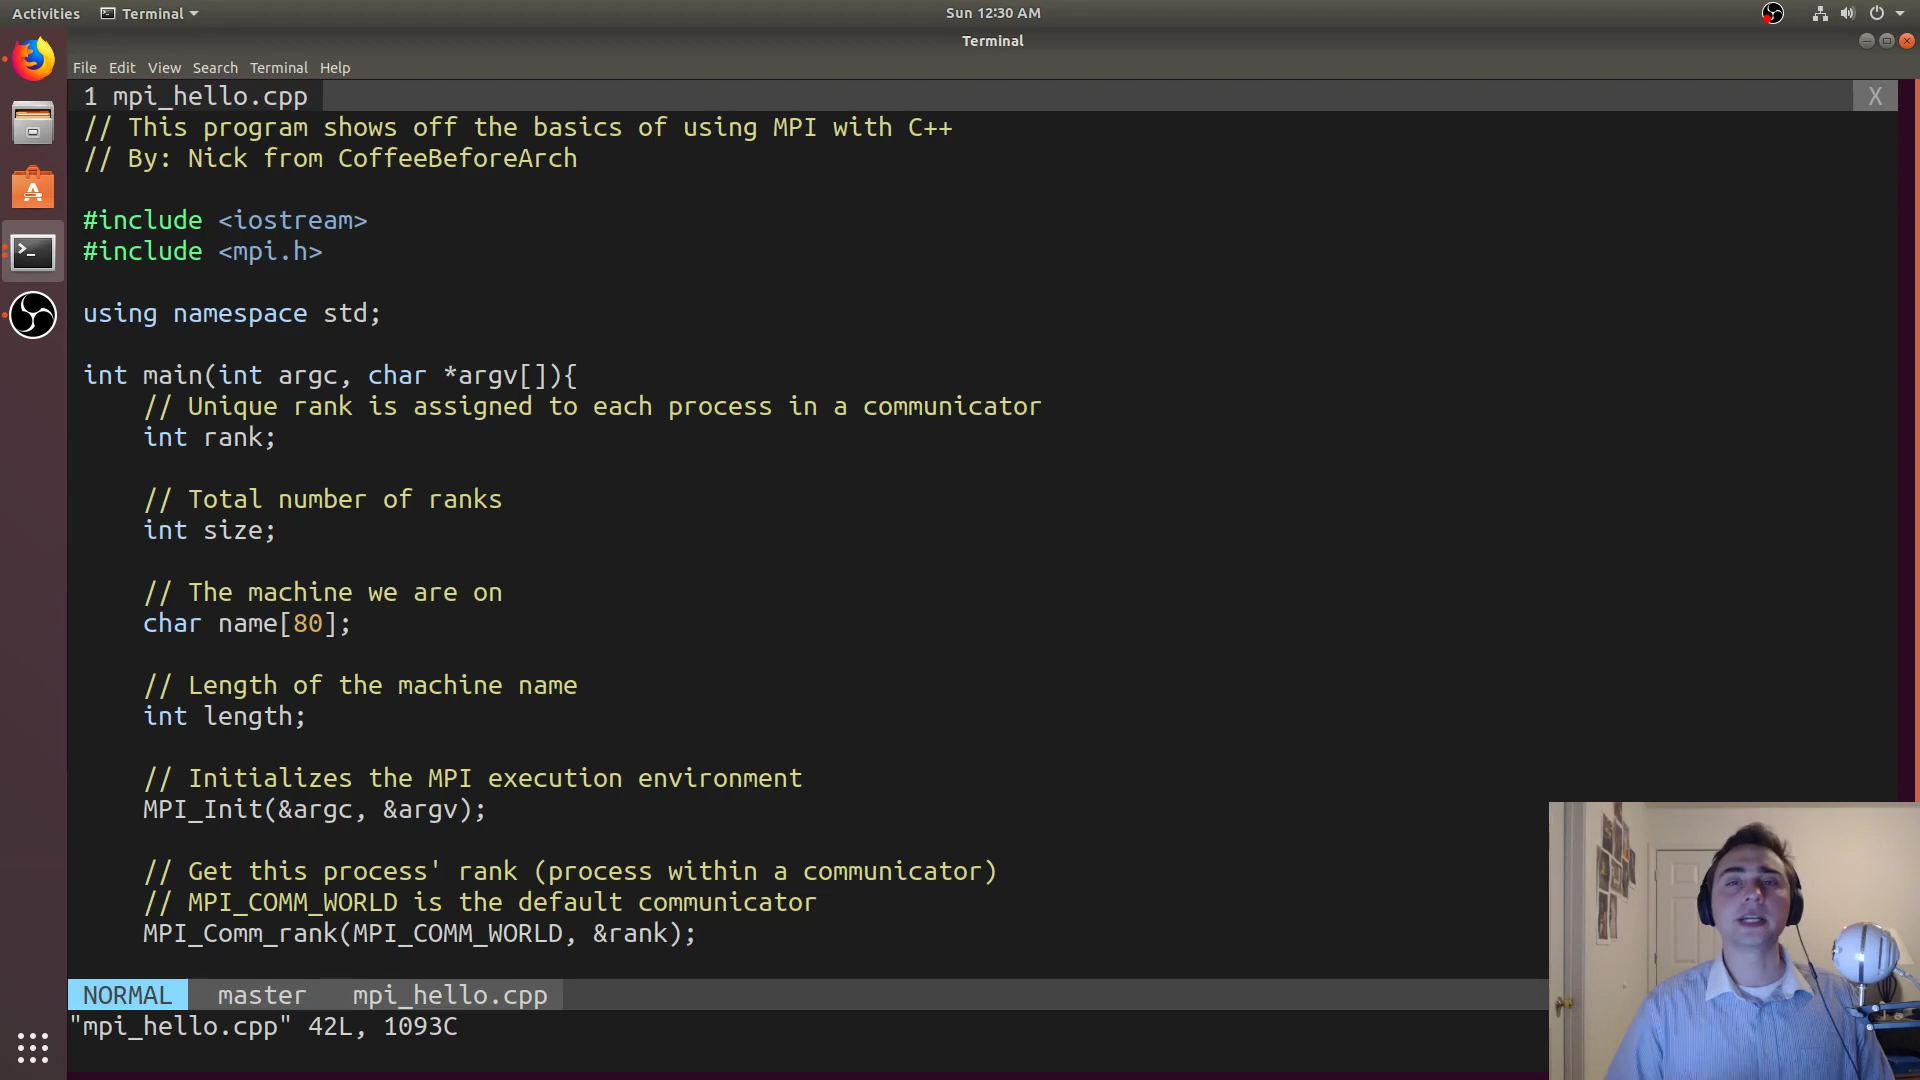 Activities Terminal Sun 12:30 AM
Terminal
File Edit View Search Terminal Help
1 mpi_hello.cpp X
// This program shows off the basics of using MPI with C++
// By: Nick from CoffeeBeforeArch
#include <iostream>
#include <mpi.h>
using namespace std;
int main(int argc, char *argv[]){
// Unique rank is assigned to each process in a communicator
int rank;
// Total number of ranks
int size;
// The machine we are on
char name[80];
// Length of the machine name
int length;
// Initializes the MPI execution environment
MPI_Init(&argc, &argv);
// Get this process' rank (process within a communicator)
// MPI_COMM_WORLD is the default communicator
MPI_Comm_rank(MPI_COMM_WORLD, &rank);
NORMAL master mpi_hello.cpp
"mpi_hello.cpp" 42L, 1093C